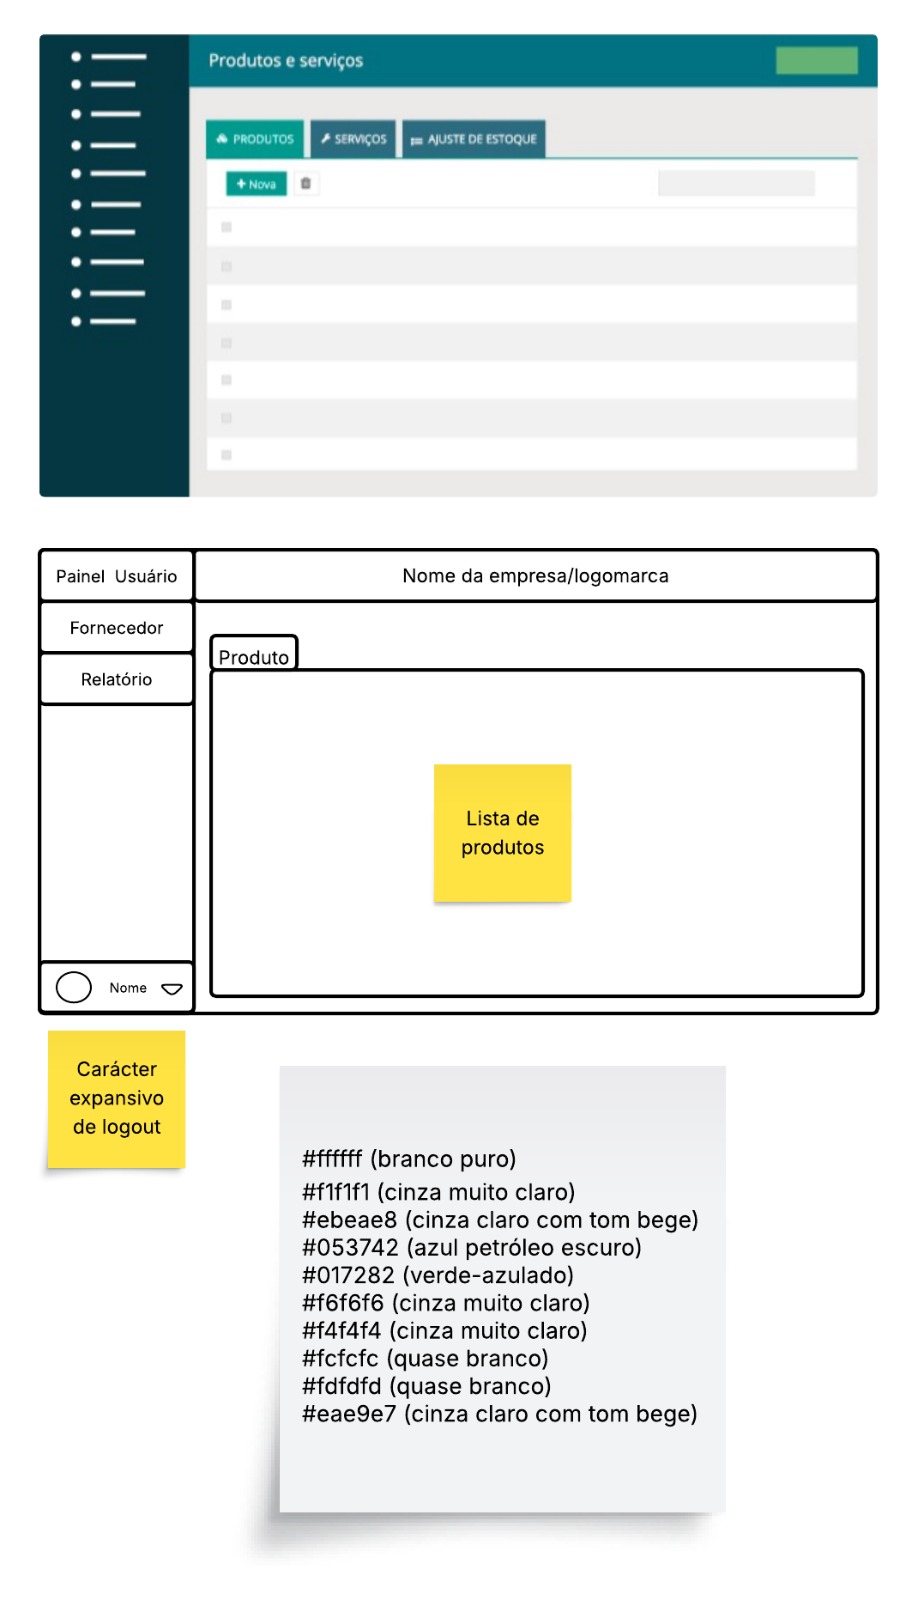 Produtos e serviços
PRODUTOS
SERVIÇOS
AJUSTE DE ESTOQUE
+ Nova
Painel Usuário
Nome da empresa/logomarca
Fornecedor
Relatório
Produto
Lista de
produtos
Nome
Carácter
expansivo
de logout
#ffffff (branco puro)
#f1f1f1 (cinza muito claro)
#ebeae8 (cinza claro com tom bege)
#053742 (azul petróleo escuro)
#017282 (verde-azulado)
#f6f6f6 (cinza muito claro)
#f4f4f4 (cinza muito claro)
#fcfcfc (quase branco)
#fdfdfd (quase branco)
#eae9e7 (cinza claro com tom bege)